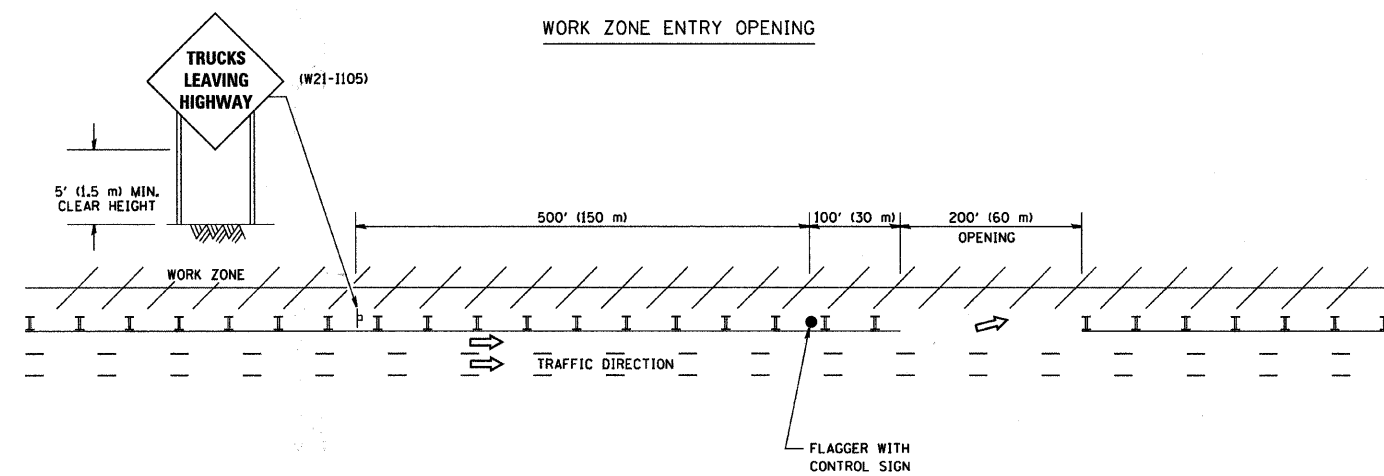 WORK ZONE ENTRY OPENING
TRUCKS
LEAVING
HIGHWAY
(W21-I105)
5' (1.5 m) MIN.
CLEAR HEIGHT
500' (150 m)
100' (30 m)
200' (60 m)
OPENING
WORK ZONE
TRAFFIC DIRECTION
FLAGGER WITH
CONTROL SIGN